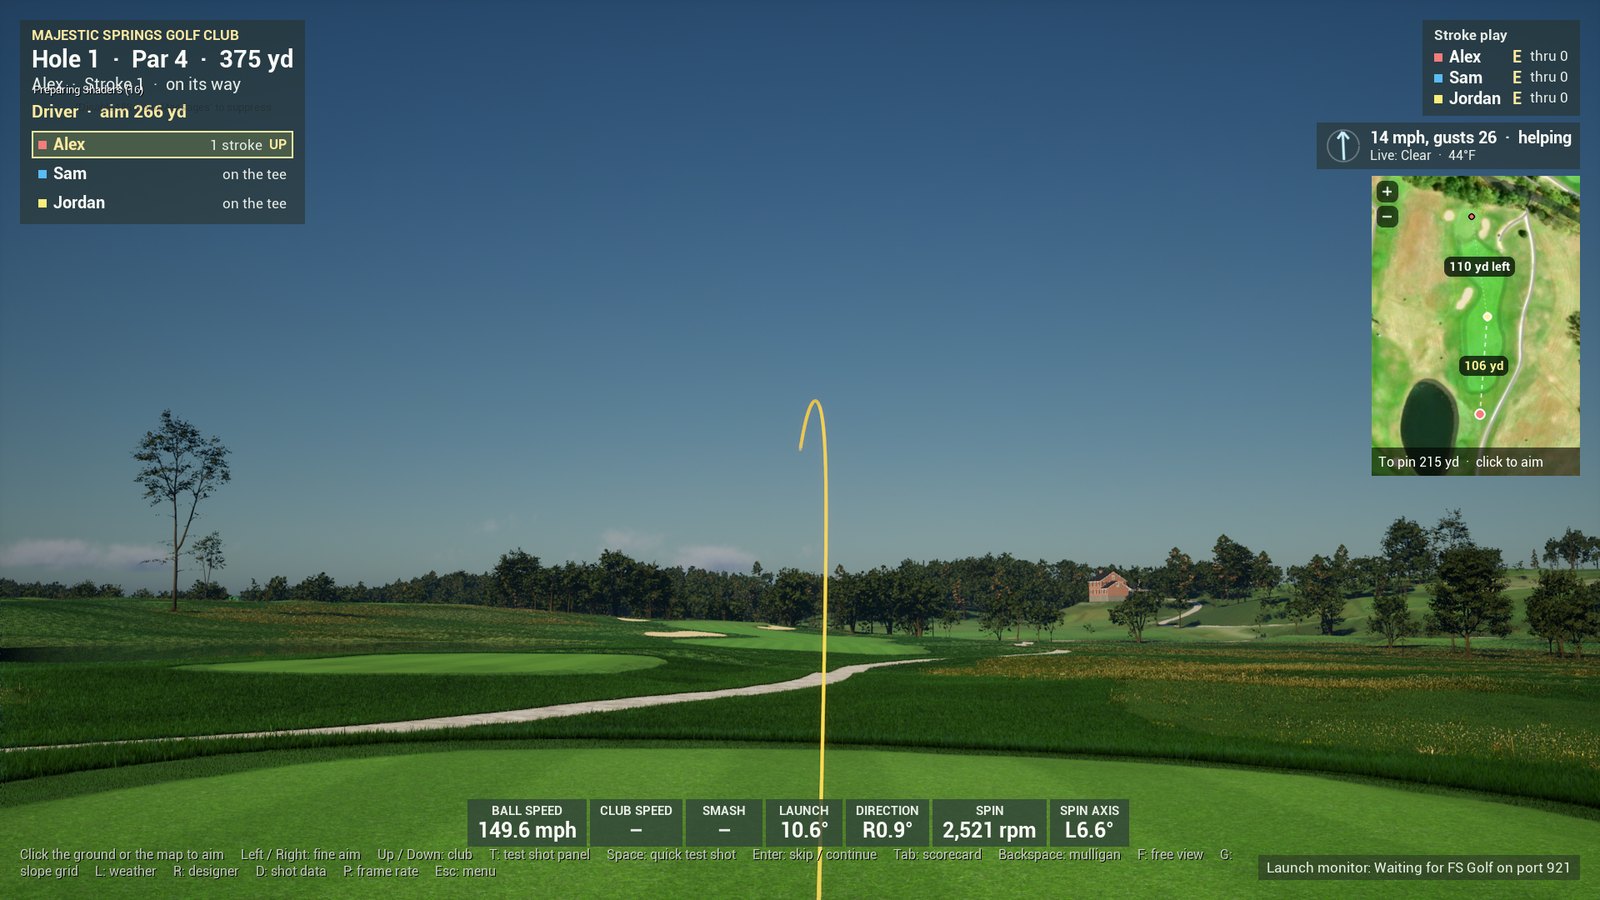 MAJESTIC SPRINGS GOLF CLUB
Hole 1 · Par 4 · 375 yd
Alex · Stroke 1 · on its way
Preparing Shaders (16)
to suppress
Driver · aim 266 yd
Alex 1 stroke UP
Sam on the tee
Jordan on the tee
Stroke play
Alex E thru 0
Sam E thru 0
Jordan E thru 0
14 mph, gusts 26 · helping
Live: Clear · 44°F
+
−
110 yd left
106 yd
To pin 215 yd · click to aim
BALL SPEED
149.6 mph
CLUB SPEED
–
SMASH
–
LAUNCH
10.6°
DIRECTION
R0.9°
SPIN
2,521 rpm
SPIN AXIS
L6.6°
Click the ground or the map to aim Left / Right: fine aim Up / Down: club T: test shot panel Space: quick test shot Enter: skip / continue Tab: scorecard Backspace: mulligan F: free view G:
slope grid L: weather R: designer D: shot data P: frame rate Esc: menu
Launch monitor: Waiting for FS Golf on port 921